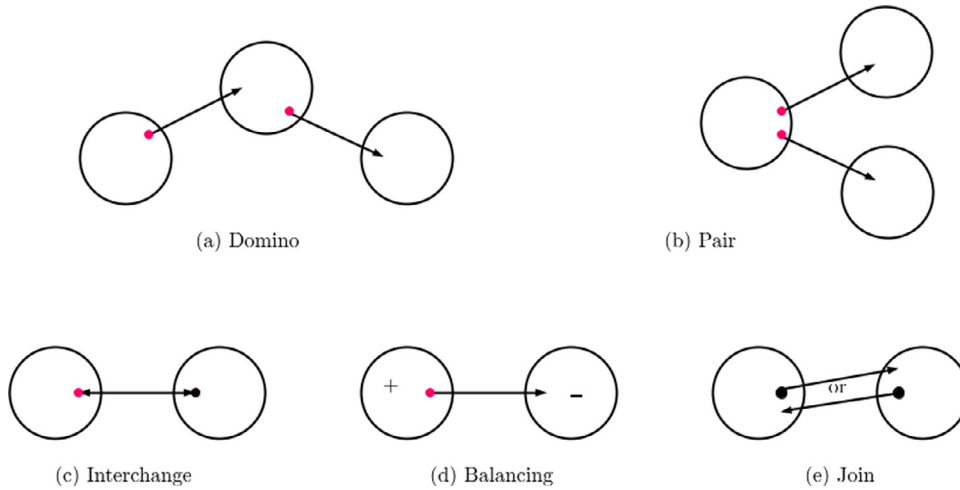 (a) Domino
(b) Pair
+
–
or
(c) Interchange
(d) Balancing
(e) Join